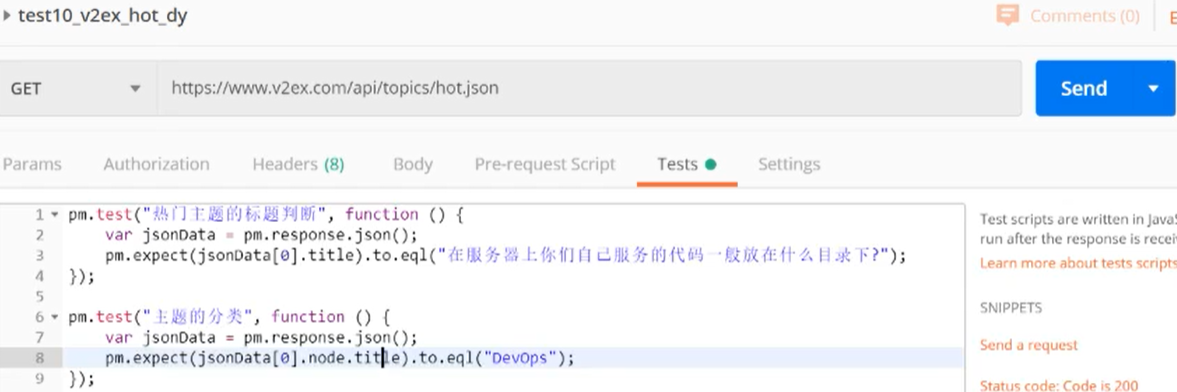 test10_v2ex_hot_dy
Comments (0)
GET
https://www.v2ex.com/api/topics/hot.json
Send
Params
Authorization
Headers (8)
Body
Pre-request Script
Tests
Settings
1 pm.test("热门主题的标题判断", function () {
2 var jsonData = pm.response.json();
3 pm.expect(jsonData[0].title).to.eql("在服务器上你们自己服务的代码一般放在什么目录下?");
4 });
5
6 pm.test("主题的分类", function () {
7 var jsonData = pm.response.json();
8 pm.expect(jsonData[0].node.title).to.eql("DevOps");
9 });
Test scripts are written in Java
run after the response is recei
Learn more about tests scripts
SNIPPETS
Send a request
Status code: Code is 200